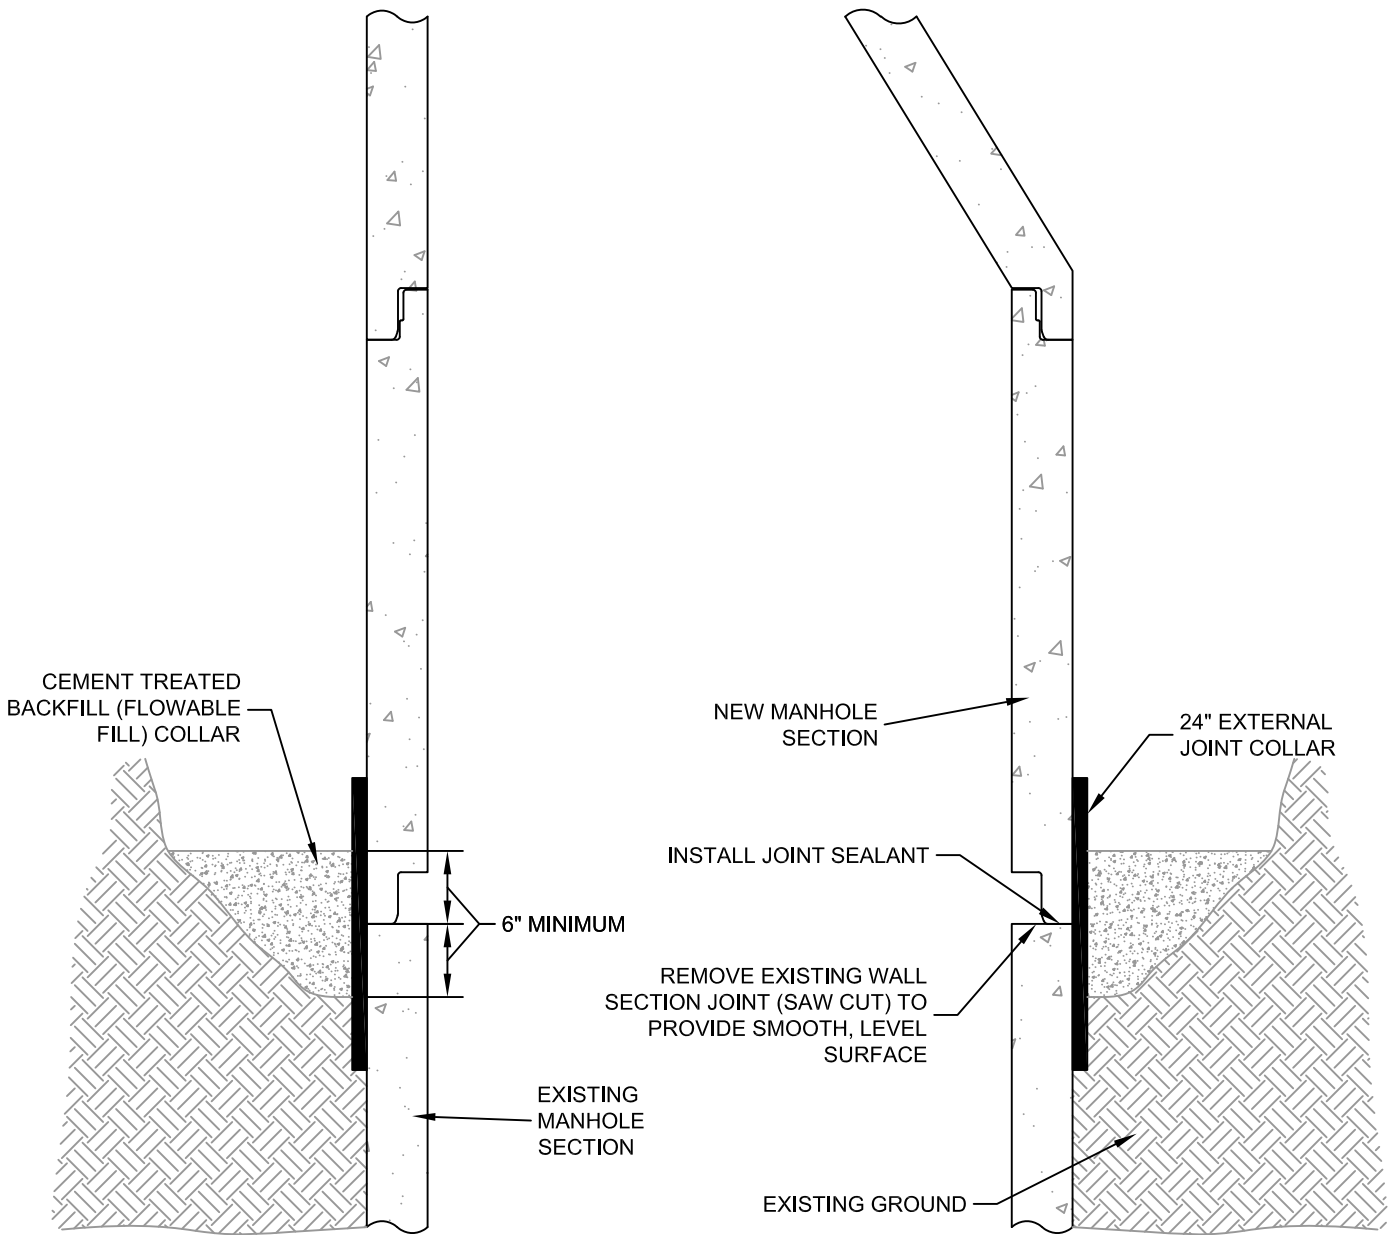 CEMENT TREATED
BACKFILL (FLOWABLE
FILL) COLLAR
NEW MANHOLE
SECTION
24" EXTERNAL
JOINT COLLAR
INSTALL JOINT SEALANT
6" MINIMUM
REMOVE EXISTING WALL
SECTION JOINT (SAW CUT) TO
PROVIDE SMOOTH, LEVEL
SURFACE
EXISTING
MANHOLE
SECTION
EXISTING GROUND